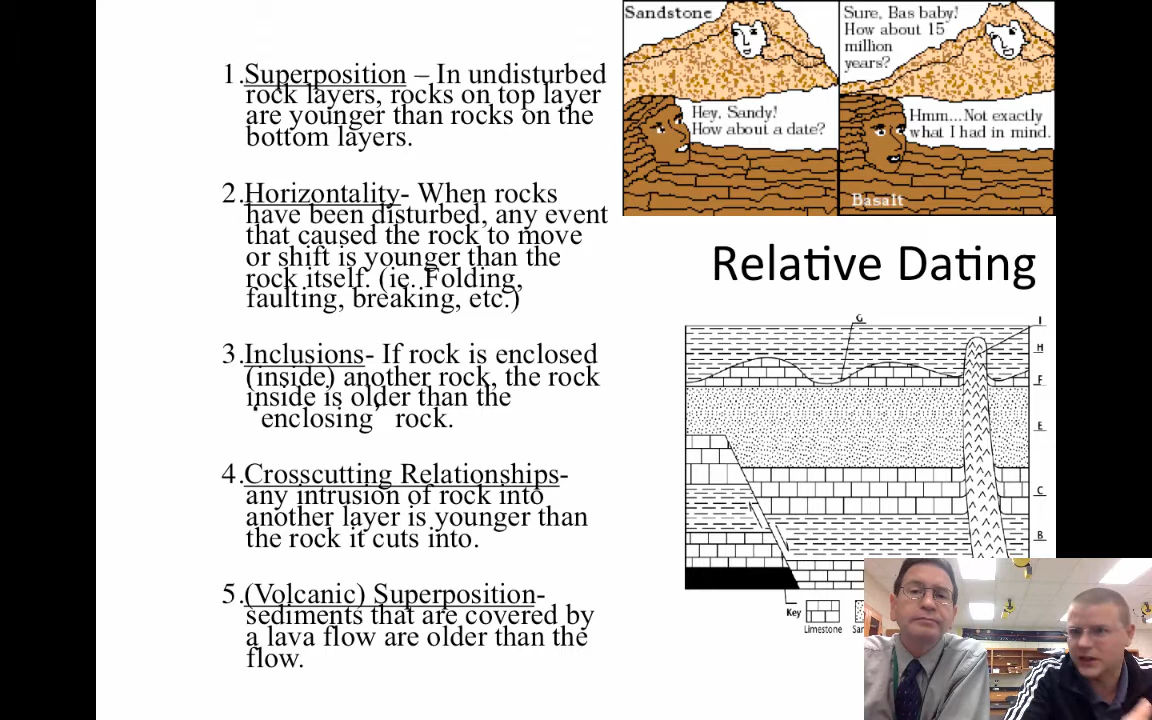 1.Superposition – In undisturbed
rock layers, rocks on top layer
are younger than rocks on the
bottom layers.
2.Horizontality- When rocks
have been disturbed, any event
that caused the rock to move
or shift is younger than the
rock itself. (ie. Folding,
faulting, breaking, etc.)
3.Inclusions- If rock is enclosed
(inside) another rock, the rock
inside is older than the
‘enclosing’ rock.
4.Crosscutting Relationships-
any intrusion of rock into
another layer is younger than
the rock it cuts into.
5.(Volcanic) Superposition-
sediments that are covered by
a lava flow are older than the
flow.
Sandstone
Hey, Sandy!
How about a date?
Sure, Bas baby!
How about 15
million
years?
Hmm...Not exactly
what I had in mind.
Basalt
Relative Dating
G
I
H
F
E
C
B
Key
Limestone